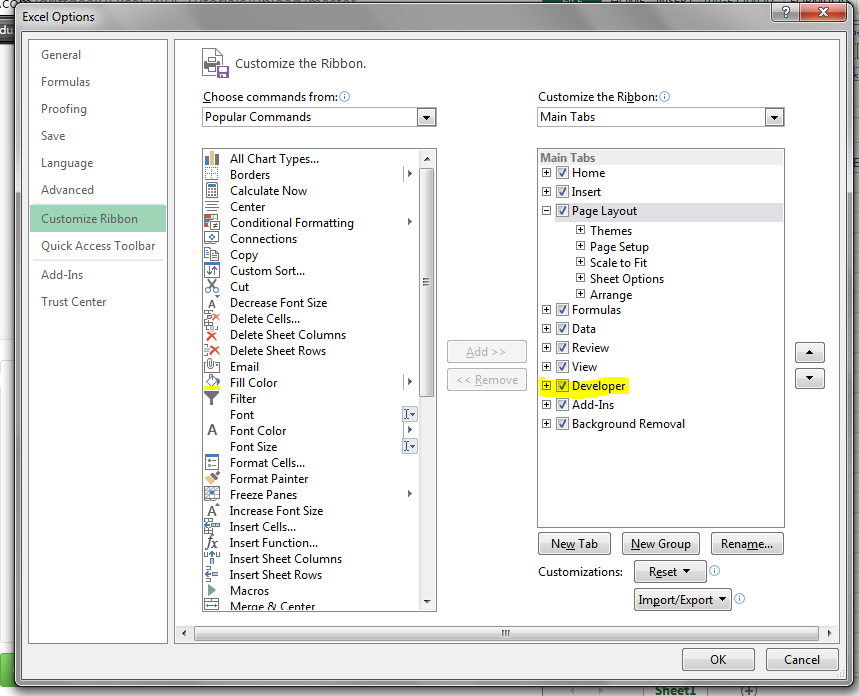 Excel Options
General
Formulas
Proofing
Save
Language
Advanced
Customize Ribbon
Quick Access Toolbar
Add-Ins
Trust Center
Customize the Ribbon.
Choose commands from:
Popular Commands
All Chart Types...
Borders
Calculate Now
Center
Conditional Formatting
Connections
Copy
Custom Sort...
Cut
Decrease Font Size
Delete Cells...
Delete Sheet Columns
Delete Sheet Rows
Email
Fill Color
Filter
Font
Font Color
Font Size
Format Cells...
Format Painter
Freeze Panes
Increase Font Size
Insert Cells...
Insert Function...
Insert Sheet Columns
Insert Sheet Rows
Macros
Merge & Center
Add >>
<< Remove
Customize the Ribbon:
Main Tabs
Main Tabs
Home
Insert
Page Layout
Themes
Page Setup
Scale to Fit
Sheet Options
Arrange
Formulas
Data
Review
View
Developer
Add-Ins
Background Removal
New Tab
New Group
Rename...
Customizations:
Reset
Import/Export
OK
Cancel
Sheet1